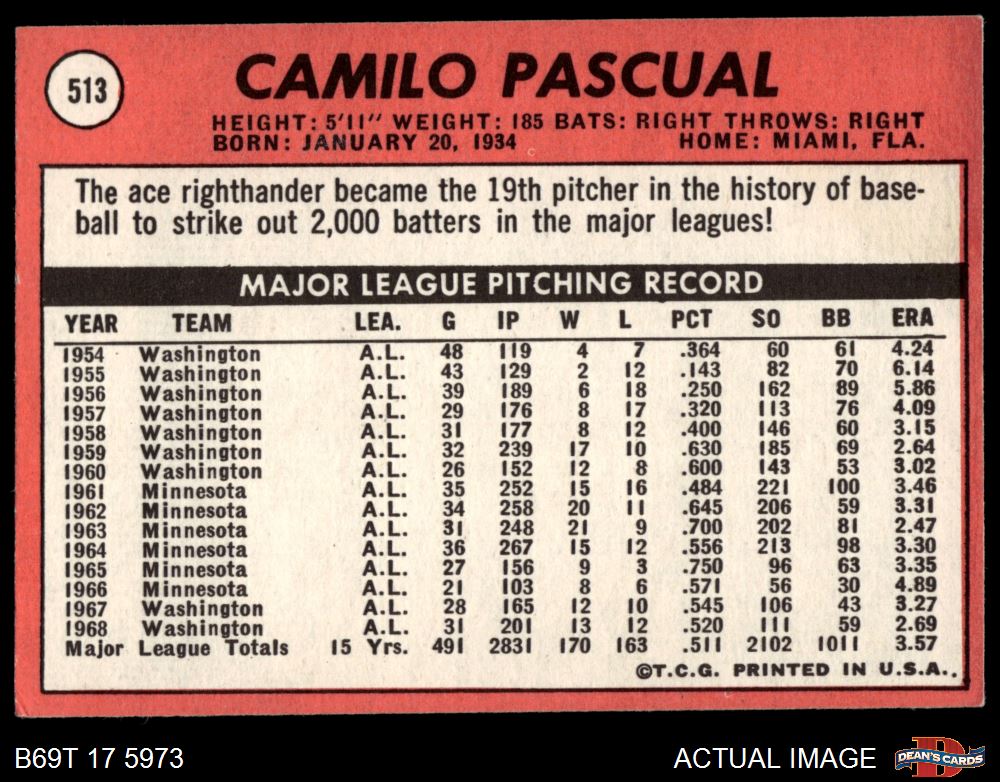 513
CAMILO PASCUAL
HEIGHT: 5'11" WEIGHT: 185 BATS: RIGHT THROWS: RIGHT
BORN: JANUARY 20, 1934 HOME: MIAMI, FLA.
The ace righthander became the 19th pitcher in the history of base-
ball to strike out 2,000 batters in the major leagues!
MAJOR LEAGUE PITCHING RECORD
YEAR TEAM LEA. G IP W L PCT SO BB ERA
1954 Washington A.L. 48 119 4 7 .364 60 61 4.24
1955 Washington A.L. 43 129 2 12 .143 82 70 6.14
1956 Washington A.L. 39 189 6 18 .250 162 89 5.86
1957 Washington A.L. 29 176 8 17 .320 113 76 4.09
1958 Washington A.L. 31 177 8 12 .400 146 60 3.15
1959 Washington A.L. 32 239 17 10 .630 185 69 2.64
1960 Washington A.L. 26 152 12 8 .600 143 53 3.02
1961 Minnesota A.L. 35 252 15 16 .484 221 100 3.46
1962 Minnesota A.L. 34 258 20 11 .645 206 59 3.31
1963 Minnesota A.L. 31 248 21 9 .700 202 81 2.47
1964 Minnesota A.L. 36 267 15 12 .556 213 98 3.30
1965 Minnesota A.L. 27 156 9 3 .750 96 63 3.35
1966 Minnesota A.L. 21 103 8 6 .571 56 30 4.89
1967 Washington A.L. 28 165 12 10 .545 106 43 3.27
1968 Washington A.L. 31 201 13 12 .520 111 59 2.69
Major League Totals 15 Yrs. 491 2831 170 163 .511 2102 1011 3.57
©T.C.G. PRINTED IN U.S.A.
B69T 17 5973 ACTUAL IMAGE D DEAN'S CARDS